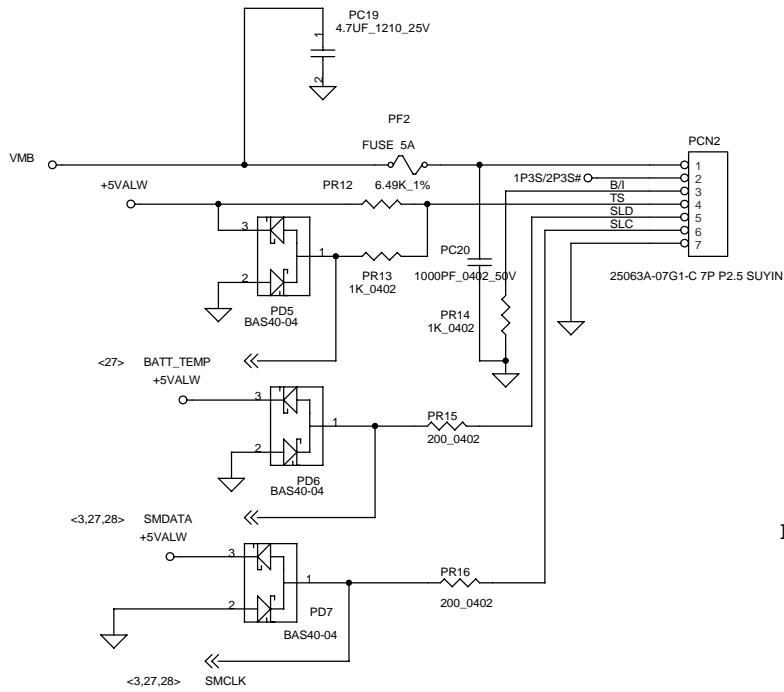 PC19
4.7UF_1210_25V
1
2
PF2
FUSE 5A
VMB
PCN2
1
2
3
4
5
6
7
1P3S/2P3S#
B/I
TS
SLD
SLC
+5VALW
PR12
6.49K_1%
3
2
1
PR13
1K_0402
PC20
1000PF_0402_50V
25063A-07G1-C 7P P2.5 SUYIN
PD5
BAS40-04
PR14
1K_0402
<27> BATT_TEMP
+5VALW
3
2
1
PR15
200_0402
PD6
BAS40-04
<3,27,28> SMDATA
+5VALW
3
2
1
PR16
200_0402
PD7
BAS40-04
<3,27,28> SMCLK